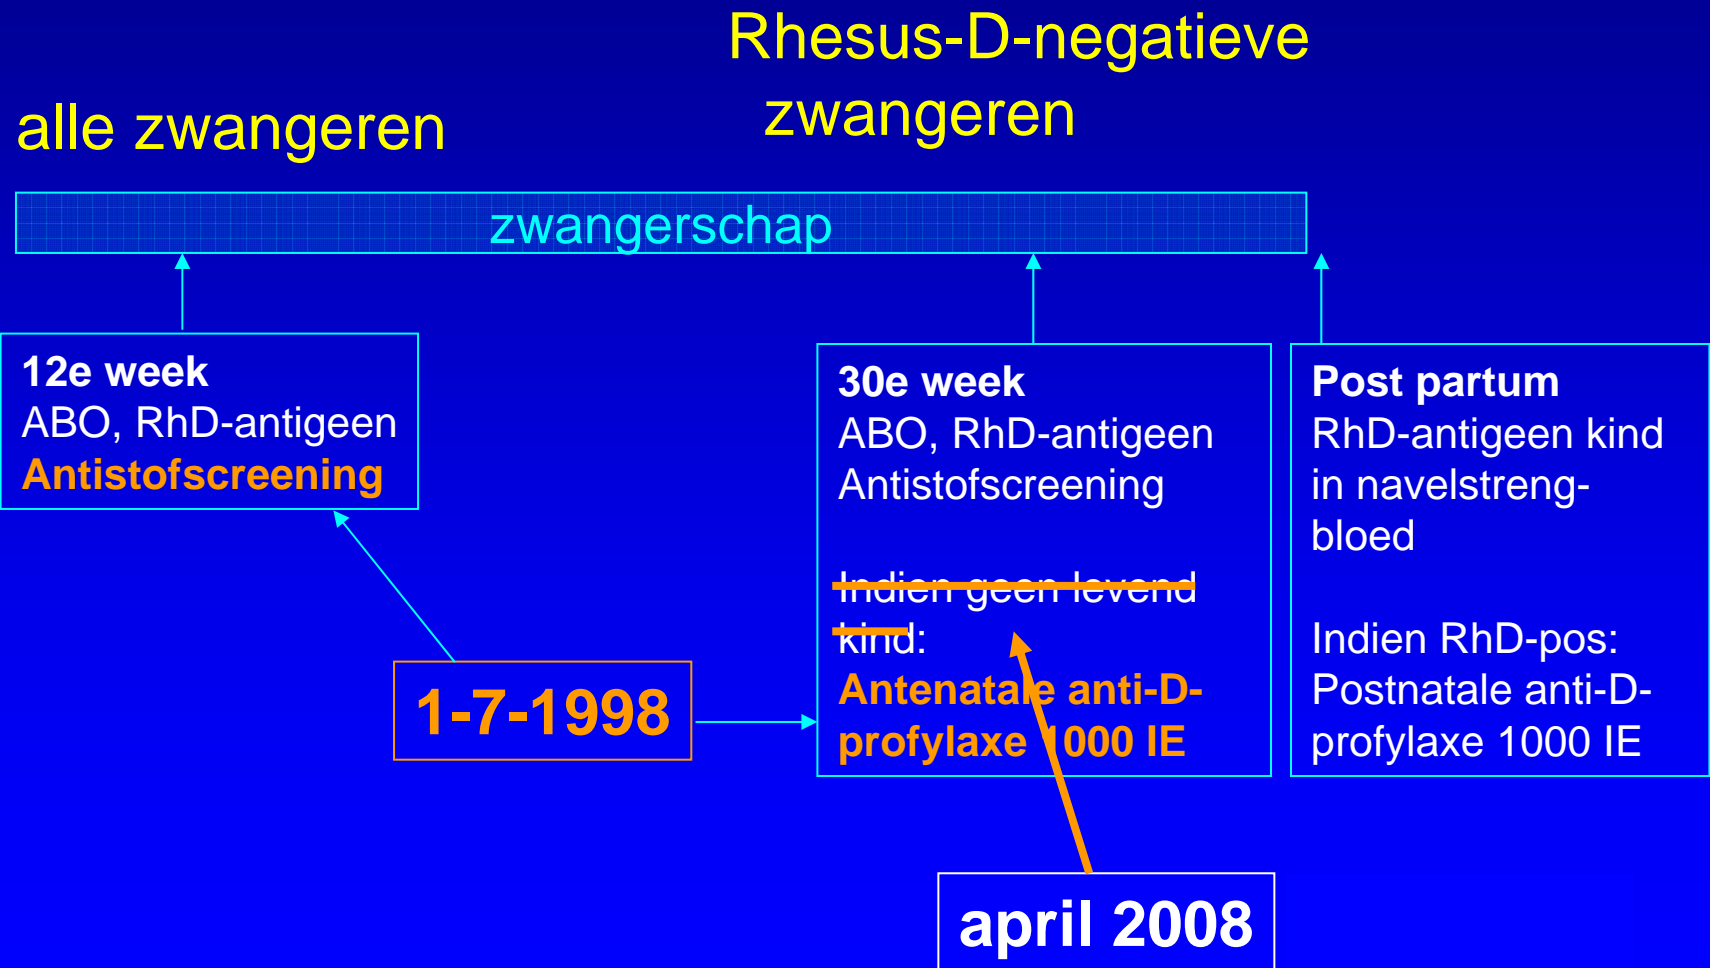 Rhesus-D-negatieve
zwangeren
alle zwangeren
zwangerschap
12e week
ABO, RhD-antigeen
Antistofscreening
30e week
ABO, RhD-antigeen
Antistofscreening
Indien geen levend
kind:
Antenatale anti-D-
profylaxe 1000 IE
Post partum
RhD-antigeen kind
in navelstreng-
bloed
Indien RhD-pos:
Postnatale anti-D-
profylaxe 1000 IE
1-7-1998
april 2008